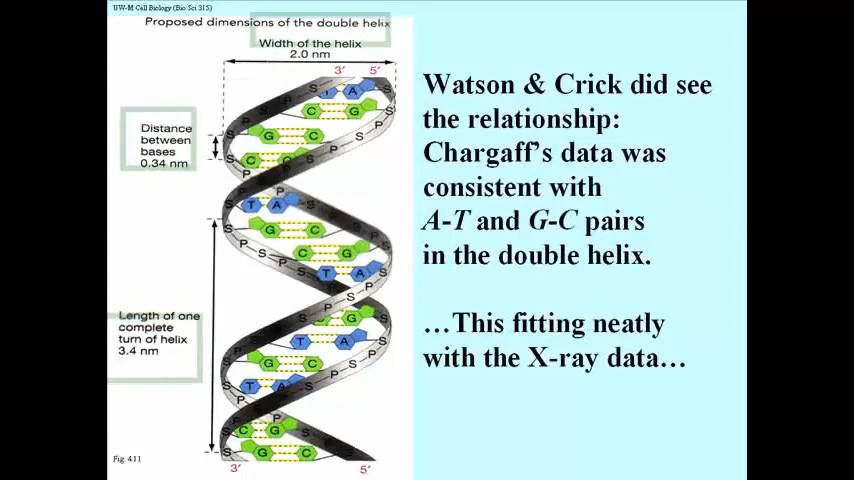 UW-M Cell Biology (Bio Sci 315)
Proposed dimensions of the double helix
Width of the helix
2.0 nm
3′ 5′
T A S
S P S
C G S
P S
S G C P
Distance
between
bases
0.34 nm
S C G P S
P
T A
S G C
C G
S T A S
P S
G
Length of one
complete
turn of helix
3.4 nm
T A S
S G C
S T A
P
S C G S
S G C
3′ 5′
Fig. 4.11
Watson & Crick did see
the relationship:
Chargaff’s data was
consistent with
A-T and G-C pairs
in the double helix.
…This fitting neatly
with the X-ray data…